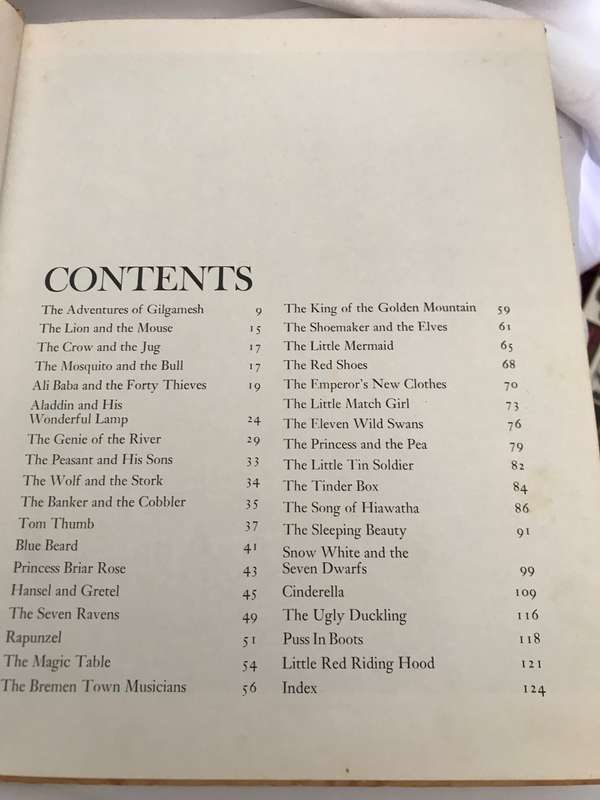 CONTENTS
The Adventures of Gilgamesh 9
The Lion and the Mouse 15
The Crow and the Jug 17
The Mosquito and the Bull 17
Ali Baba and the Forty Thieves 19
Aladdin and His
Wonderful Lamp 24
The Genie of the River 29
The Peasant and His Sons 33
The Wolf and the Stork 34
The Banker and the Cobbler 35
Tom Thumb 37
Blue Beard 41
Princess Briar Rose 43
Hansel and Gretel 45
The Seven Ravens 49
Rapunzel 51
The Magic Table 54
The Bremen Town Musicians 56
The King of the Golden Mountain 59
The Shoemaker and the Elves 61
The Little Mermaid 65
The Red Shoes 68
The Emperor's New Clothes 70
The Little Match Girl 73
The Eleven Wild Swans 76
The Princess and the Pea 79
The Little Tin Soldier 82
The Tinder Box 84
The Song of Hiawatha 86
The Sleeping Beauty 91
Snow White and the
Seven Dwarfs 99
Cinderella 109
The Ugly Duckling 116
Puss In Boots 118
Little Red Riding Hood 121
Index 124